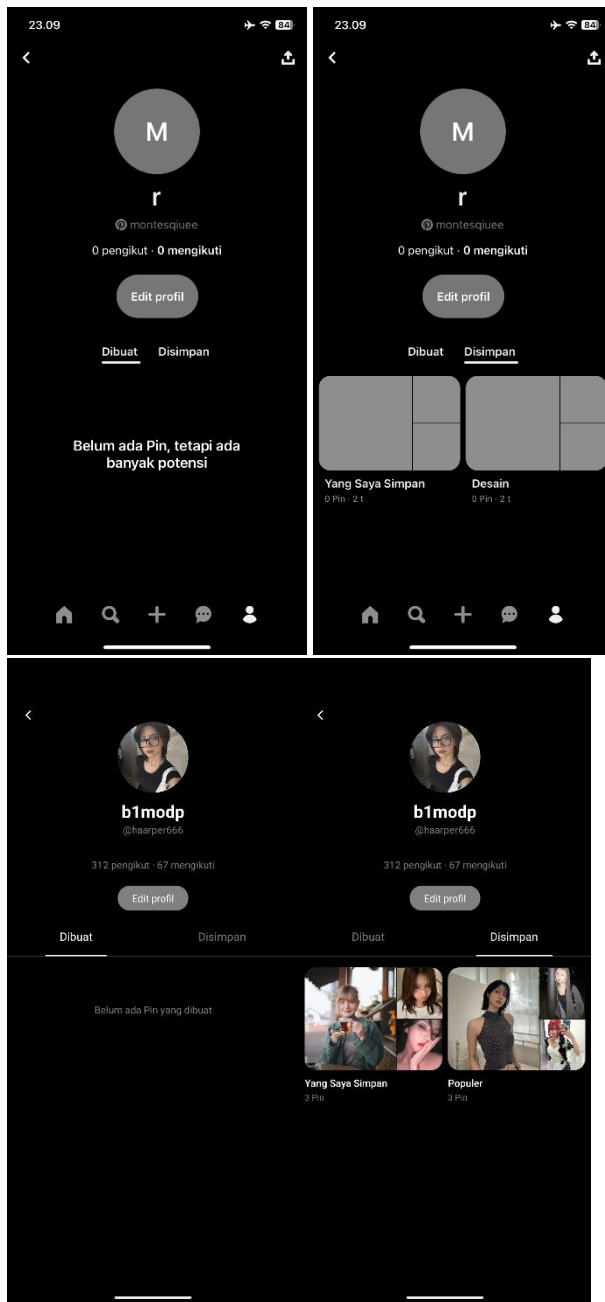 23.09
84
M
r
montesqiuee
0 pengikut · 0 mengikuti
Edit profil
Dibuat
Disimpan
Belum ada Pin, tetapi ada
banyak potensi
23.09
84
M
r
montesqiuee
0 pengikut · 0 mengikuti
Edit profil
Dibuat
Disimpan
Yang Saya Simpan
0 Pin · 2 t
Desain
0 Pin · 2 t
b1modp
@haarper666
312 pengikut · 67 mengikuti
Edit profil
Dibuat
Disimpan
Belum ada Pin yang dibuat
b1modp
@haarper666
312 pengikut · 67 mengikuti
Edit profil
Dibuat
Disimpan
Yang Saya Simpan
3 Pin
Populer
3 Pin